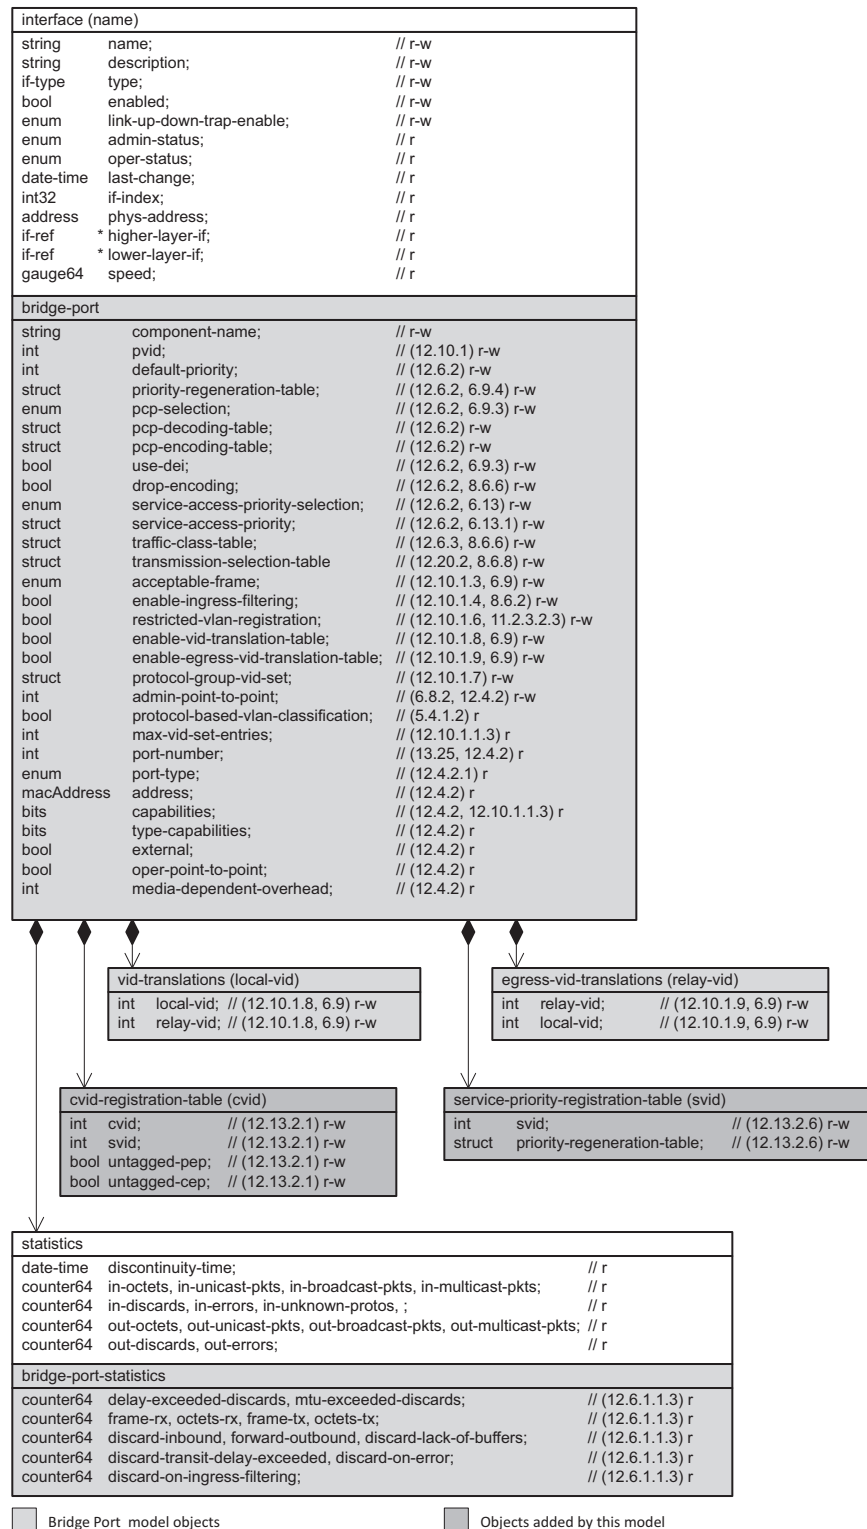 interface (name)
string name; // r-w
string description; // r-w
if-type type; // r-w
bool enabled; // r-w
enum link-up-down-trap-enable; // r-w
enum admin-status; // r
enum oper-status; // r
date-time last-change; // r
int32 if-index; // r
address phys-address; // r
if-ref * higher-layer-if; // r
if-ref * lower-layer-if; // r
gauge64 speed; // r
bridge-port
string component-name; // r-w
int pvid; // (12.10.1) r-w
int default-priority; // (12.6.2) r-w
struct priority-regeneration-table; // (12.6.2, 6.9.4) r-w
enum pcp-selection; // (12.6.2, 6.9.3) r-w
struct pcp-decoding-table; // (12.6.2) r-w
struct pcp-encoding-table; // (12.6.2) r-w
bool use-dei; // (12.6.2, 6.9.3) r-w
bool drop-encoding; // (12.6.2, 8.6.6) r-w
enum service-access-priority-selection; // (12.6.2, 6.13) r-w
struct service-access-priority; // (12.6.2, 6.13.1) r-w
struct traffic-class-table; // (12.6.3, 8.6.6) r-w
struct transmission-selection-table // (12.20.2, 8.6.8) r-w
enum acceptable-frame; // (12.10.1.3, 6.9) r-w
bool enable-ingress-filtering; // (12.10.1.4, 8.6.2) r-w
bool restricted-vlan-registration; // (12.10.1.6, 11.2.3.2.3) r-w
bool enable-vid-translation-table; // (12.10.1.8, 6.9) r-w
bool enable-egress-vid-translation-table; // (12.10.1.9, 6.9) r-w
struct protocol-group-vid-set; // (12.10.1.7) r-w
int admin-point-to-point; // (6.8.2, 12.4.2) r-w
bool protocol-based-vlan-classification; // (5.4.1.2) r
int max-vid-set-entries; // (12.10.1.1.3) r
int port-number; // (13.25, 12.4.2) r
enum port-type; // (12.4.2.1) r
macAddress address; // (12.4.2) r
bits capabilities; // (12.4.2, 12.10.1.1.3) r
bits type-capabilities; // (12.4.2) r
bool external; // (12.4.2) r
bool oper-point-to-point; // (12.4.2) r
int media-dependent-overhead; // (12.4.2) r
vid-translations (local-vid)
int local-vid; // (12.10.1.8, 6.9) r-w
int relay-vid; // (12.10.1.8, 6.9) r-w
egress-vid-translations (relay-vid)
int relay-vid; // (12.10.1.9, 6.9) r-w
int local-vid; // (12.10.1.9, 6.9) r-w
cvid-registration-table (cvid)
int cvid; // (12.13.2.1) r-w
int svid; // (12.13.2.1) r-w
bool untagged-pep; // (12.13.2.1) r-w
bool untagged-cep; // (12.13.2.1) r-w
service-priority-registration-table (svid)
int svid; // (12.13.2.6) r-w
struct priority-regeneration-table; // (12.13.2.6) r-w
statistics
date-time discontinuity-time; // r
counter64 in-octets, in-unicast-pkts, in-broadcast-pkts, in-multicast-pkts; // r
counter64 in-discards, in-errors, in-unknown-protos, ; // r
counter64 out-octets, out-unicast-pkts, out-broadcast-pkts, out-multicast-pkts; // r
counter64 out-discards, out-errors; // r
bridge-port-statistics
counter64 delay-exceeded-discards, mtu-exceeded-discards; // (12.6.1.1.3) r
counter64 frame-rx, octets-rx, frame-tx, octets-tx; // (12.6.1.1.3) r
counter64 discard-inbound, forward-outbound, discard-lack-of-buffers; // (12.6.1.1.3) r
counter64 discard-transit-delay-exceeded, discard-on-error; // (12.6.1.1.3) r
counter64 discard-on-ingress-filtering; // (12.6.1.1.3) r
Bridge Port model objects
Objects added by this model